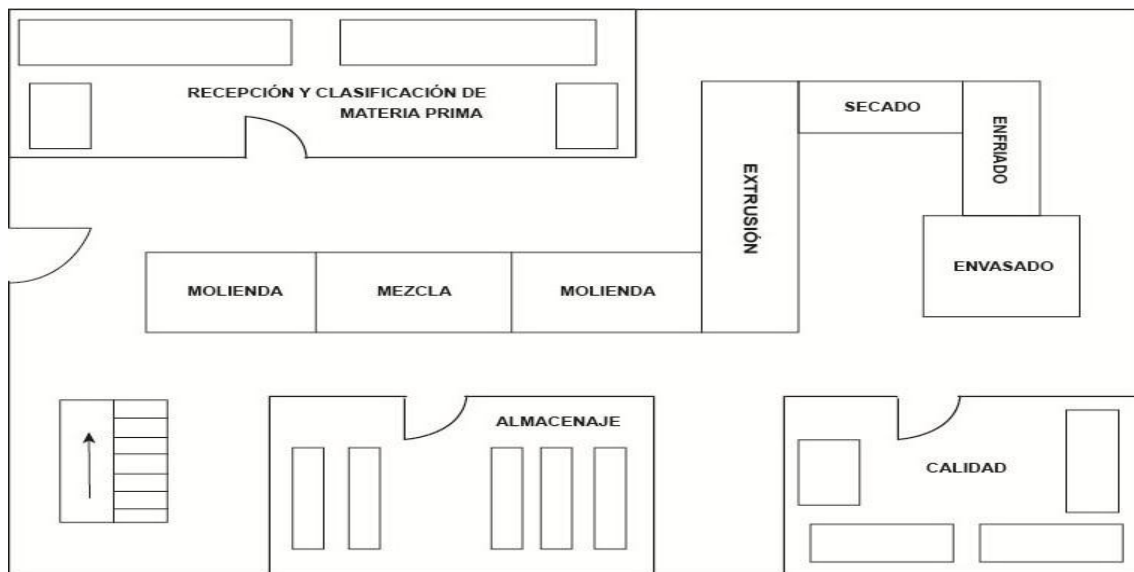 RECEPCIÓN Y CLASIFICACIÓN DE
MATERIA PRIMA
SECADO
ENFRIADO
EXTRUSIÓN
ENVASADO
MOLIENDA
MEZCLA
MOLIENDA
ALMACENAJE
CALIDAD